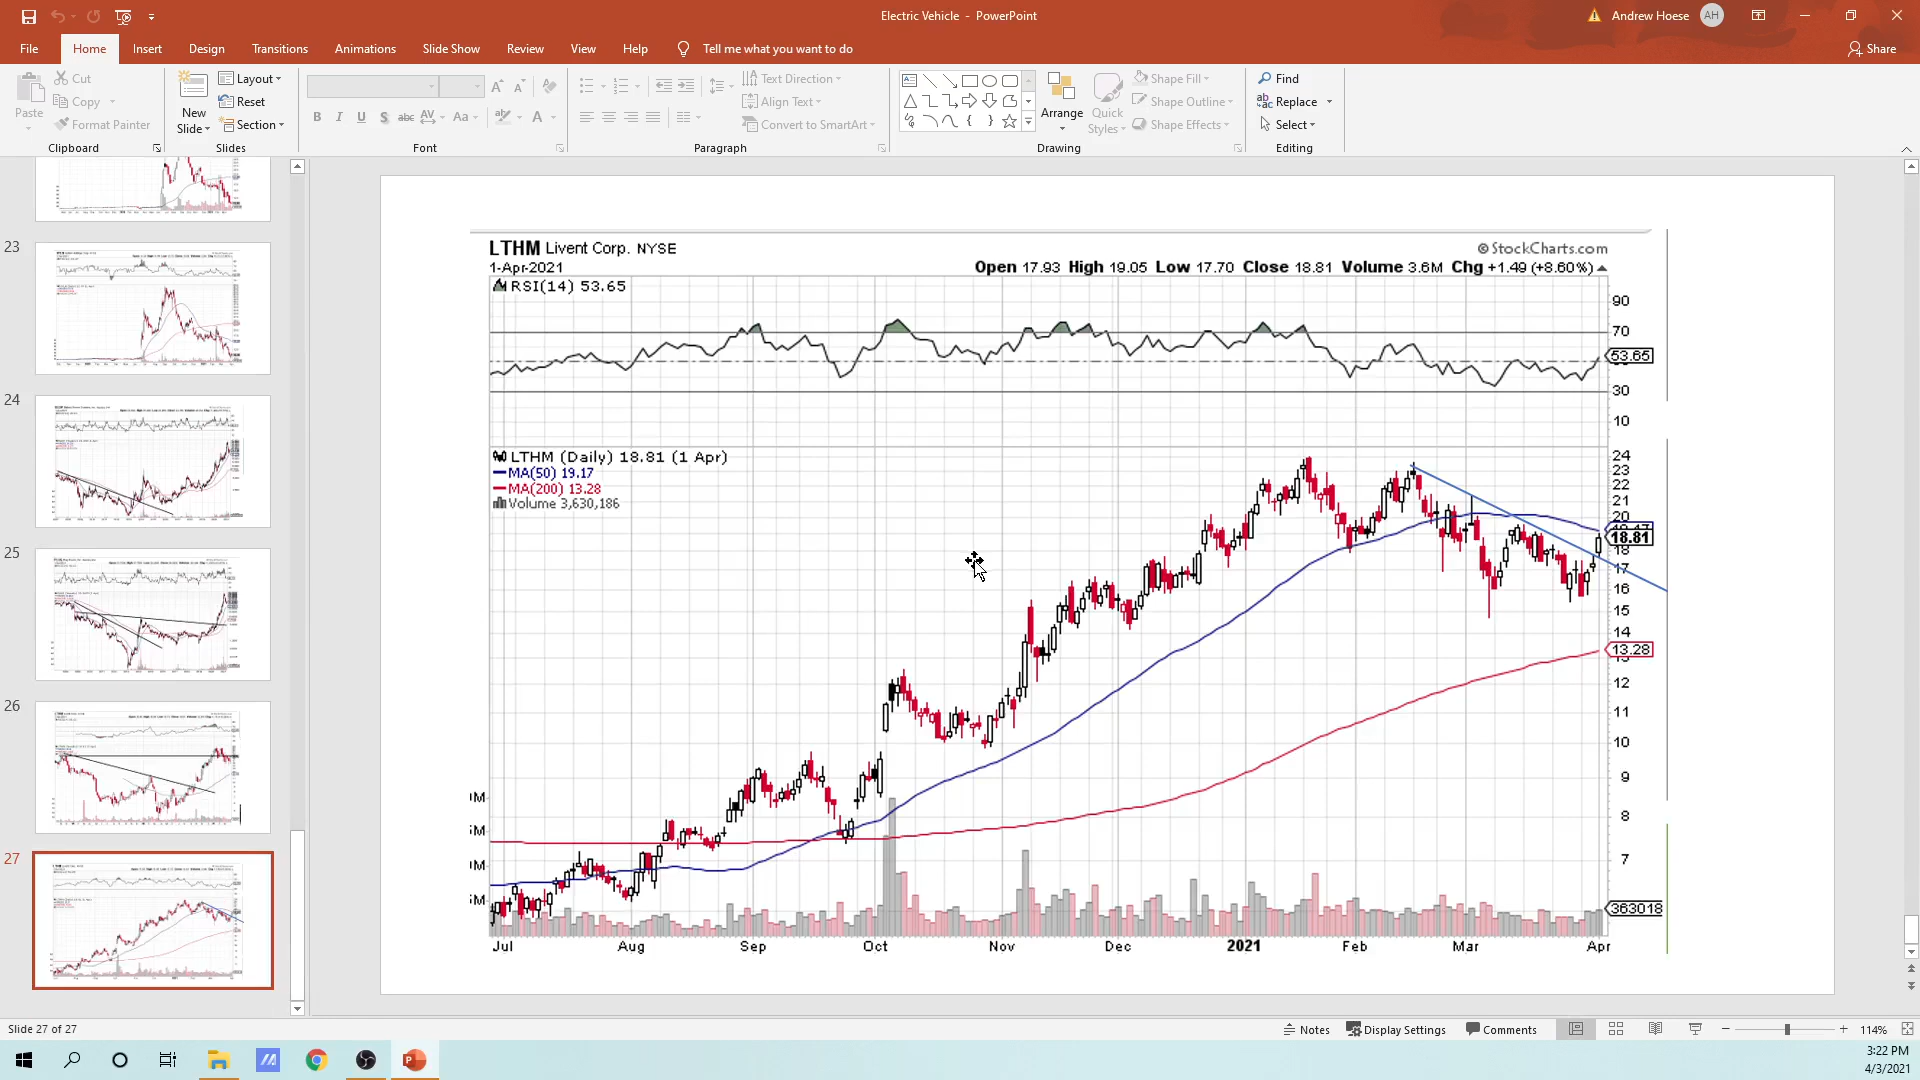 Electric Vehicle - PowerPoint
Andrew Hoese
AH
File Home Insert Design Transitions Animations Slide Show Review View Help Tell me what you want to do
Share
Paste
Cut
Copy
Format Painter
Clipboard
New Slide
Layout
Reset
Section
Slides
B I U S abc AV Aa A
Font
Text Direction
Align Text
Convert to SmartArt
Paragraph
Arrange
Quick Styles
Shape Fill
Shape Outline
Shape Effects
Drawing
Find
Replace
Select
Editing
23
24
25
26
27
LTHM Livent Corp. NYSE
© StockCharts.com
1-Apr-2021
Open 17.93 High 19.05 Low 17.70 Close 18.81 Volume 3.6M Chg +1.49 (+8.60%)
RSI(14) 53.65
90
70
53.65
30
10
LTHM (Daily) 18.81 (1 Apr)
MA(50) 19.17
MA(200) 13.28
Volume 3,630,186
24
23
22
21
20
18.81
18
17
16
15
14
13.28
12
11
10
9
8
7
363018
Jul Aug Sep Oct Nov Dec 2021 Feb Mar Apr
Slide 27 of 27
Notes Display Settings Comments
114%
3:22 PM
4/3/2021